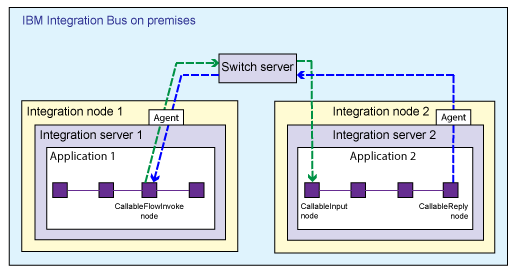 IBM Integration Bus on premises
Switch server
Integration node 1
Agent
Integration server 1
Application 1
CallableFlowInvoke
node
Integration node 2
Agent
Integration server 2
Application 2
CallableInput
node
CallableReply
node